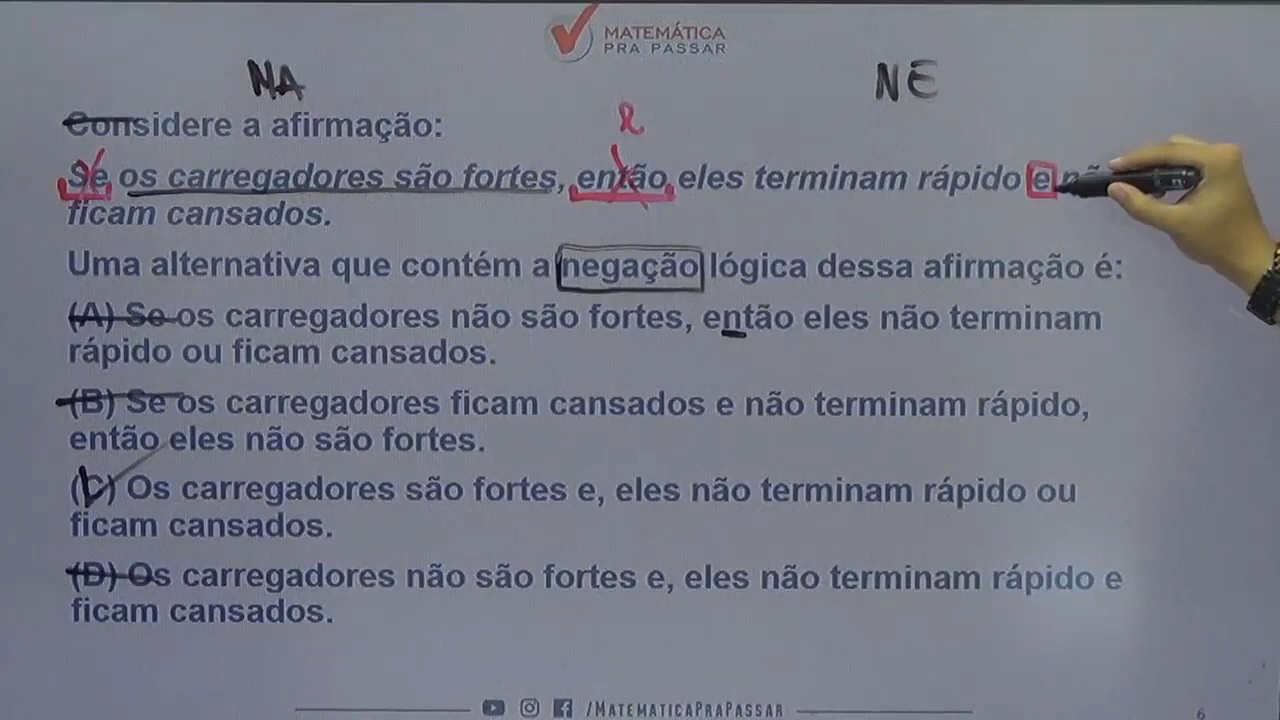 MATEMÁTICA
PRA PASSAR
NA
NE
Considere a afirmação:
Se os carregadores são fortes, então eles terminam rápido e
ficam cansados.
Uma alternativa que contém a negação lógica dessa afirmação é:
(A) Se os carregadores não são fortes, então eles não terminam
rápido ou ficam cansados.
(B) Se os carregadores ficam cansados e não terminam rápido,
então eles não são fortes.
(C) Os carregadores são fortes e, eles não terminam rápido ou
ficam cansados.
(D) Os carregadores não são fortes e, eles não terminam rápido e
ficam cansados.
/MATEMATICAPRAPASSAR
6